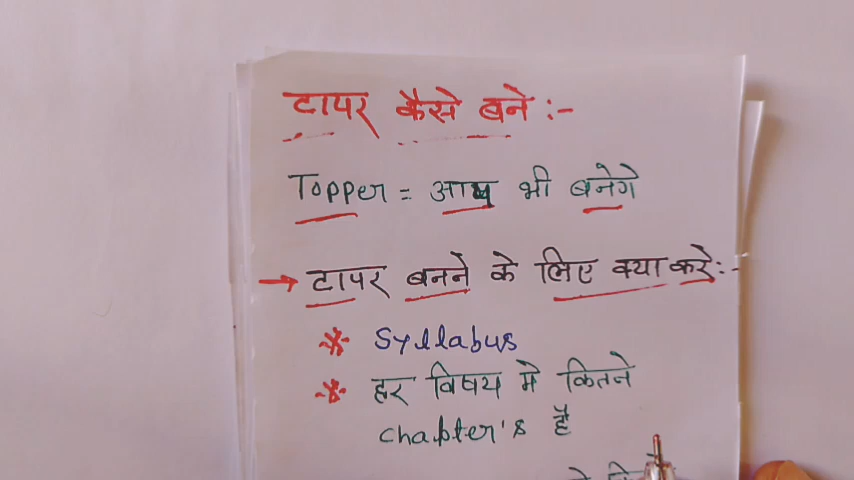 टापर कैसे बने :-
Topper = आप भी बनेगे
→ टापर बनने के लिए क्या करे :-
* Syllabus
* हर विषय मे कितने
chapter's है